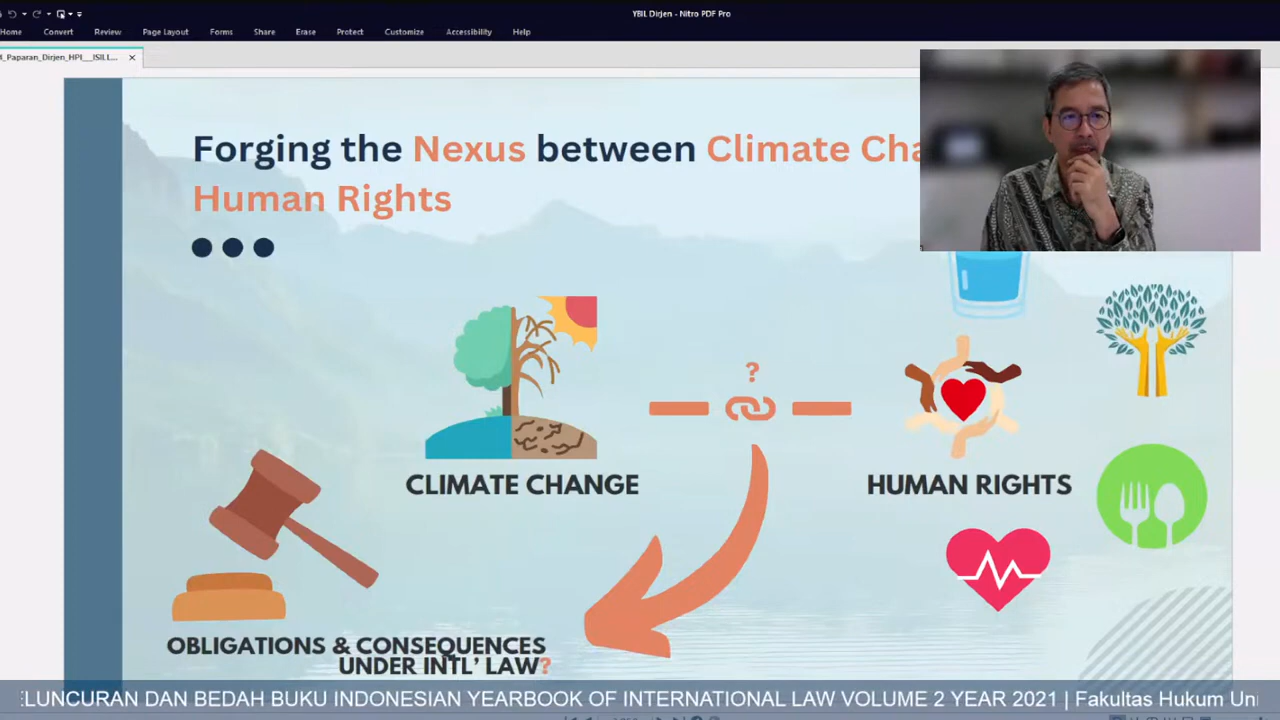 YBIL Dirjen - Nitro PDF Pro
Home Convert Review Page Layout Forms Share Erase Protect Customize Accessibility Help
_Paparan_Dirjen_HPI__ISILL...
Forging the Nexus between Climate Cha
Human Rights
?
CLIMATE CHANGE
HUMAN RIGHTS
OBLIGATIONS & CONSEQUENCES
UNDER INTL' LAW?
LUNCURAN DAN BEDAH BUKU INDONESIAN YEARBOOK OF INTERNATIONAL LAW VOLUME 2 YEAR 2021 | Fakultas Hukum Un